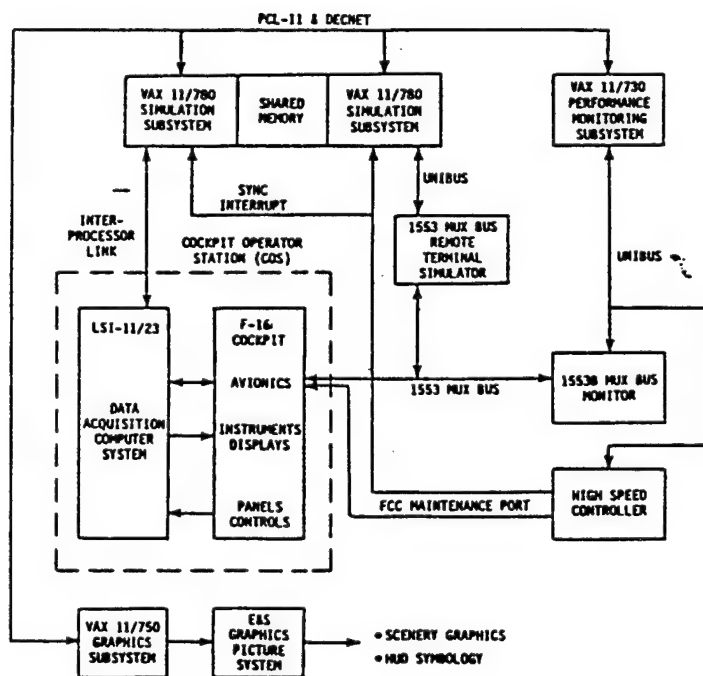 PCL-11 & DECNET
VAX 11/780
SIMULATION
SUBSYSTEM
SHARED
MEMORY
VAX 11/780
SIMULATION
SUBSYSTEM
VAX 11/730
PERFORMANCE
MONITORING
SUBSYSTEM
SYNC
INTERRUPT
UNIBUS
INTER-
PROCESSOR
LINK
1553 MUX BUS
REMOTE
TERMINAL
SIMULATOR
UNIBUS
COCKPIT OPERATOR
STATION (COS)
LSI-11/23
DATA
ACQUISITION
COMPUTER
SYSTEM
F-16
COCKPIT
AVIONICS
INSTRUMENTS
DISPLAYS
PANELS
CONTROLS
1553 MUX BUS
1553B MUX BUS
MONITOR
FCC MAINTENANCE PORT
HIGH SPEED
CONTROLLER
VAX 11/750
GRAPHICS
SUBSYSTEM
E&S
GRAPHICS
PICTURE
SYSTEM
• SCENERY GRAPHICS
• HUD SYMBOLOGY